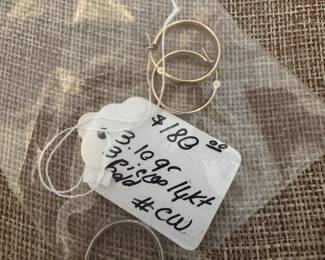 $180 00
3.10gr
3 pieces 14Kt
Gold
#CW